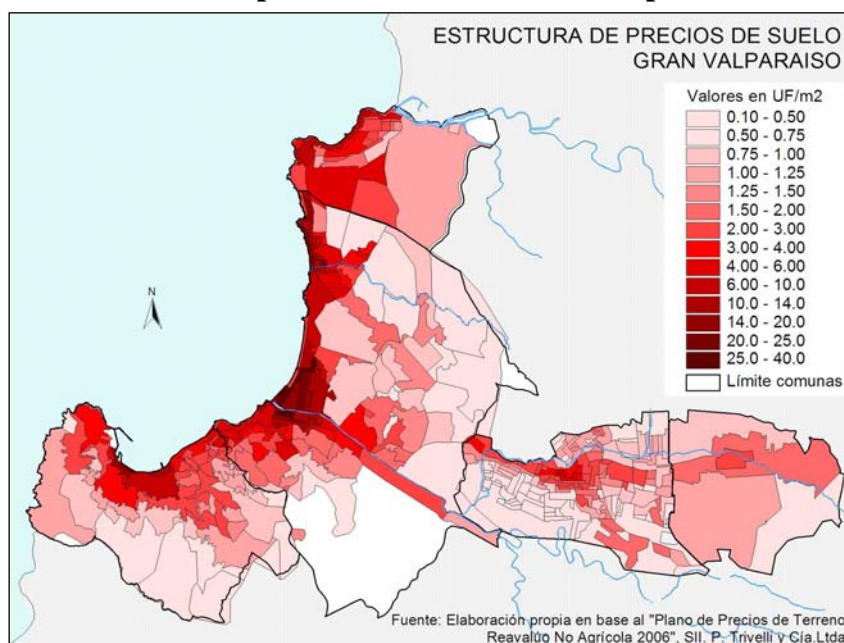 ESTRUCTURA DE PRECIOS DE SUELO
GRAN VALPARAISO
Valores en UF/m2
0.10 - 0.50
0.50 - 0.75
0.75 - 1.00
1.00 - 1.25
1.25 - 1.50
1.50 - 2.00
2.00 - 3.00
3.00 - 4.00
4.00 - 6.00
6.00 - 10.0
10.0 - 14.0
14.0 - 20.0
20.0 - 25.0
25.0 - 40.0
Límite comunas
N
Fuente: Elaboración propia en base al "Plano de Precios de Terreno
Reavalúo No Agrícola 2006", SII. P. Trivelli y Cía.Ltda